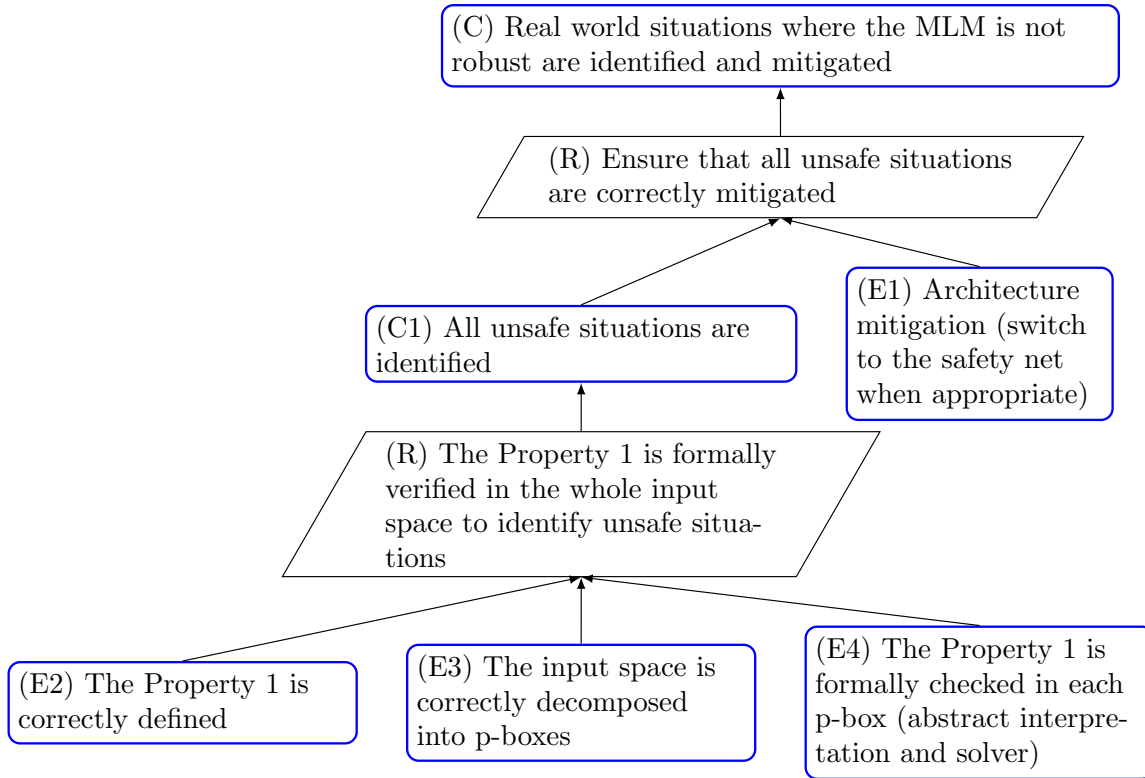 (C) Real world situations where the MLM is not
robust are identified and mitigated
(R) Ensure that all unsafe situations
are correctly mitigated
(C1) All unsafe situations are
identified
(E1) Architecture
mitigation (switch
to the safety net
when appropriate)
(R) The Property 1 is formally
verified in the whole input
space to identify unsafe situa-
tions
(E2) The Property 1 is
correctly defined
(E3) The input space is
correctly decomposed
into p-boxes
(E4) The Property 1 is
formally checked in each
p-box (abstract interpre-
tation and solver)